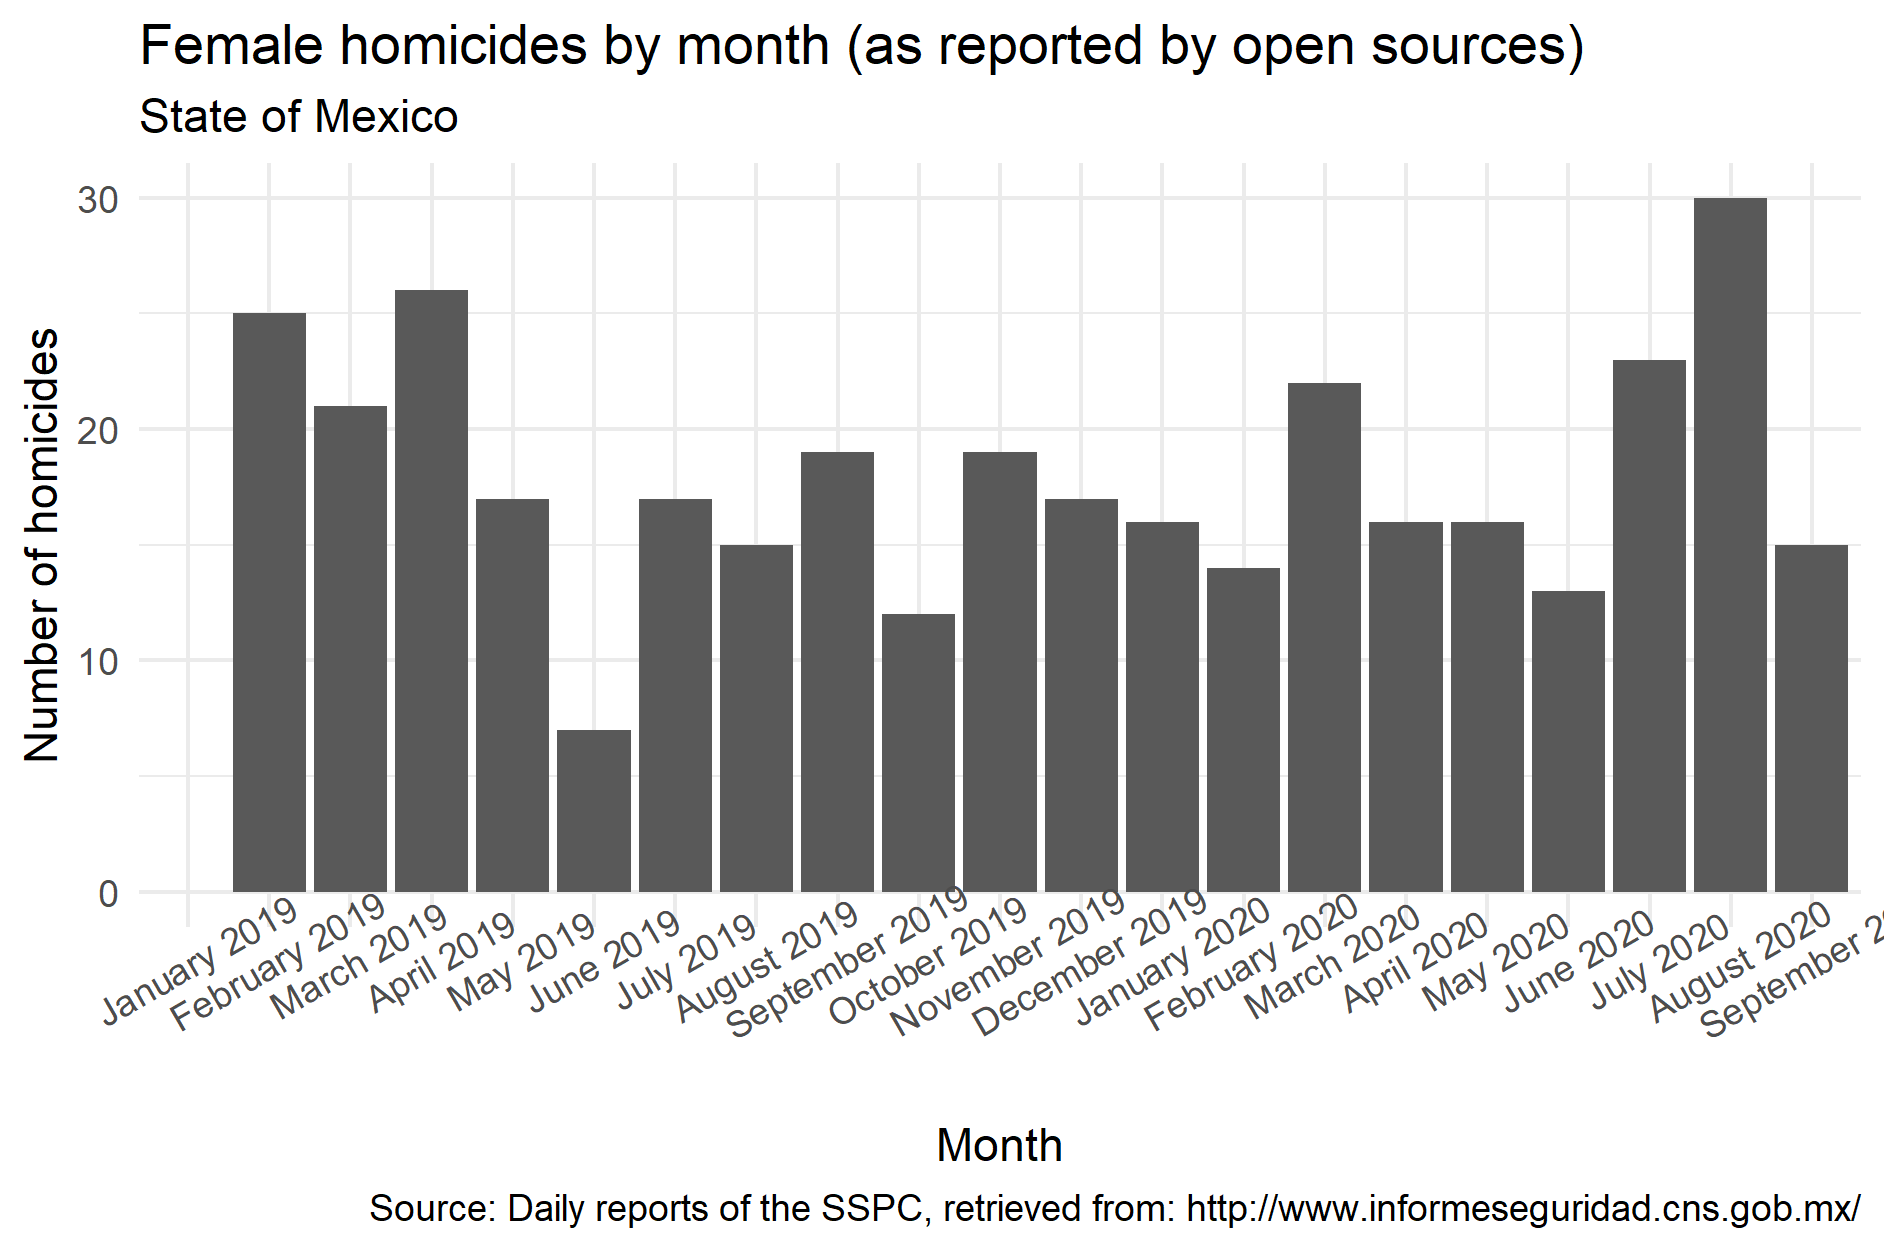 Female homicides by month (as reported by open sources)
State of Mexico
Number of homicides
30
20
10
0
January 2019
February 2019
March 2019
April 2019
May 2019
June 2019
July 2019
August 2019
September 2019
October 2019
November 2019
December 2019
January 2020
February 2020
March 2020
April 2020
May 2020
June 2020
July 2020
August 2020
September 2
Month
Source: Daily reports of the SSPC, retrieved from: http://www.informeseguridad.cns.gob.mx/